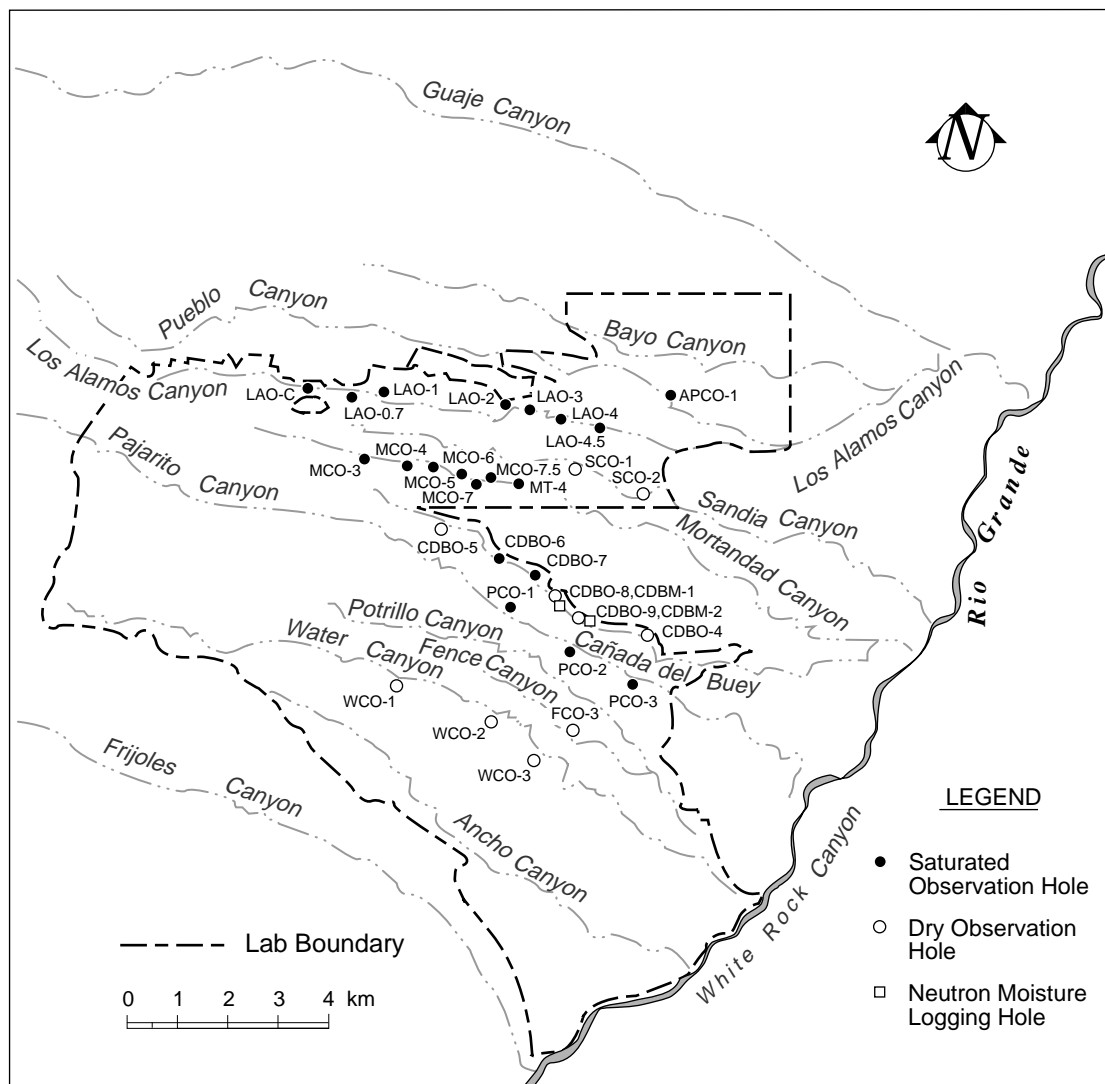 Guaje Canyon
N
Pueblo Canyon
Bayo Canyon
Los Alamos Canyon
Los Alamos Canyon
LAO-C
LAO-0.7
LAO-1
LAO-2
LAO-3
LAO-4
LAO-4.5
APCO-1
Pajarito Canyon
MCO-3
MCO-4
MCO-6
MCO-5
MCO-7
MCO-7.5
MT-4
SCO-1
SCO-2
Sandia Canyon
Mortandad Canyon
Rio Grande
CDBO-5
CDBO-6
CDBO-7
CDBO-8,CDBM-1
CDBO-9,CDBM-2
CDBO-4
PCO-1
PCO-2
PCO-3
Potrillo Canyon
Water Canyon
Fence Canyon
Cañada del Buey
WCO-1
WCO-2
WCO-3
FCO-3
Frijoles Canyon
Ancho Canyon
White Rock Canyon
LEGEND
Saturated
Observation Hole
Dry Observation
Hole
Neutron Moisture
Logging Hole
Lab Boundary
0 1 2 3 4 km